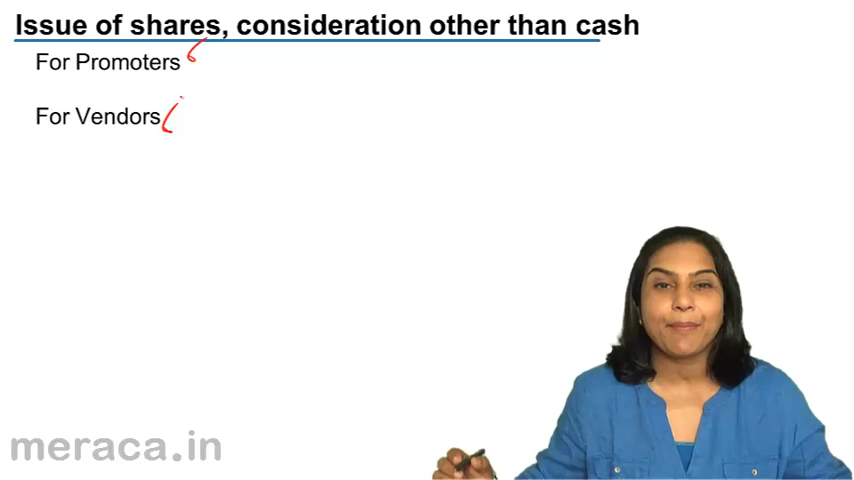 Issue of shares, consideration other than cash
For Promoters
For Vendors
meraca.in